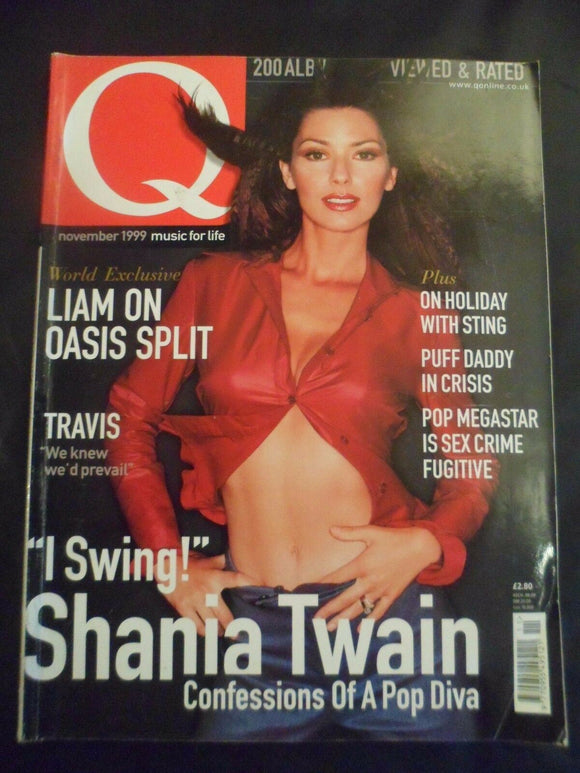 200 ALB
VIEWED & RATED
www.qonline.co.uk
Q
november 1999 music for life
World Exclusive
LIAM ON
OASIS SPLIT
TRAVIS
"We knew
we'd prevail"
Plus
ON HOLIDAY
WITH STING
PUFF DADDY
IN CRISIS
POP MEGASTAR
IS SEX CRIME
FUGITIVE
"I Swing!"
Shania Twain
Confessions Of A Pop Diva
£2.80